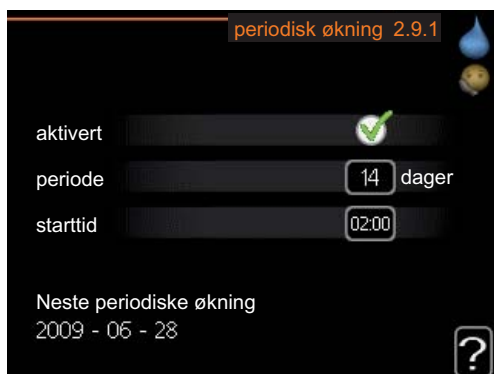 periodisk økning 2.9.1
aktivert
periode 14 dager
starttid 02:00
Neste periodiske økning
2009 - 06 - 28
?